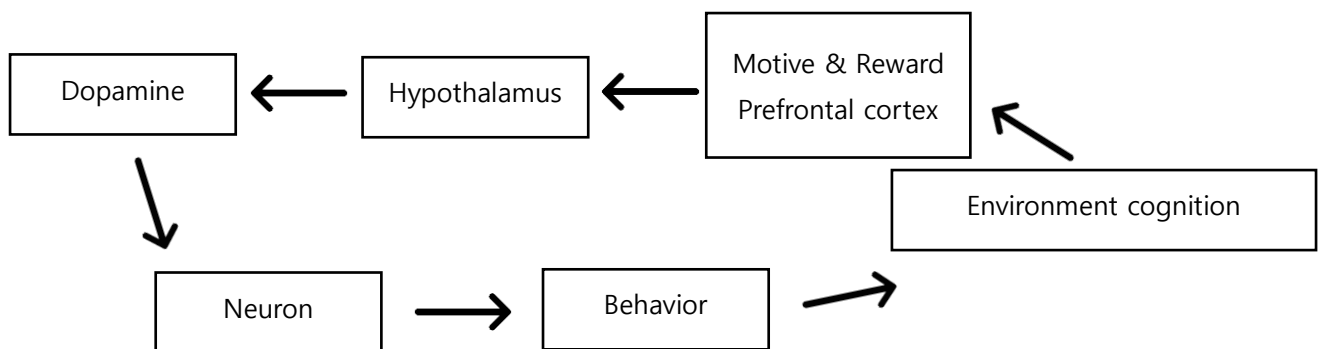 Motive & Reward
Prefrontal cortex
Hypothalamus
Dopamine
Neuron
Behavior
Environment cognition